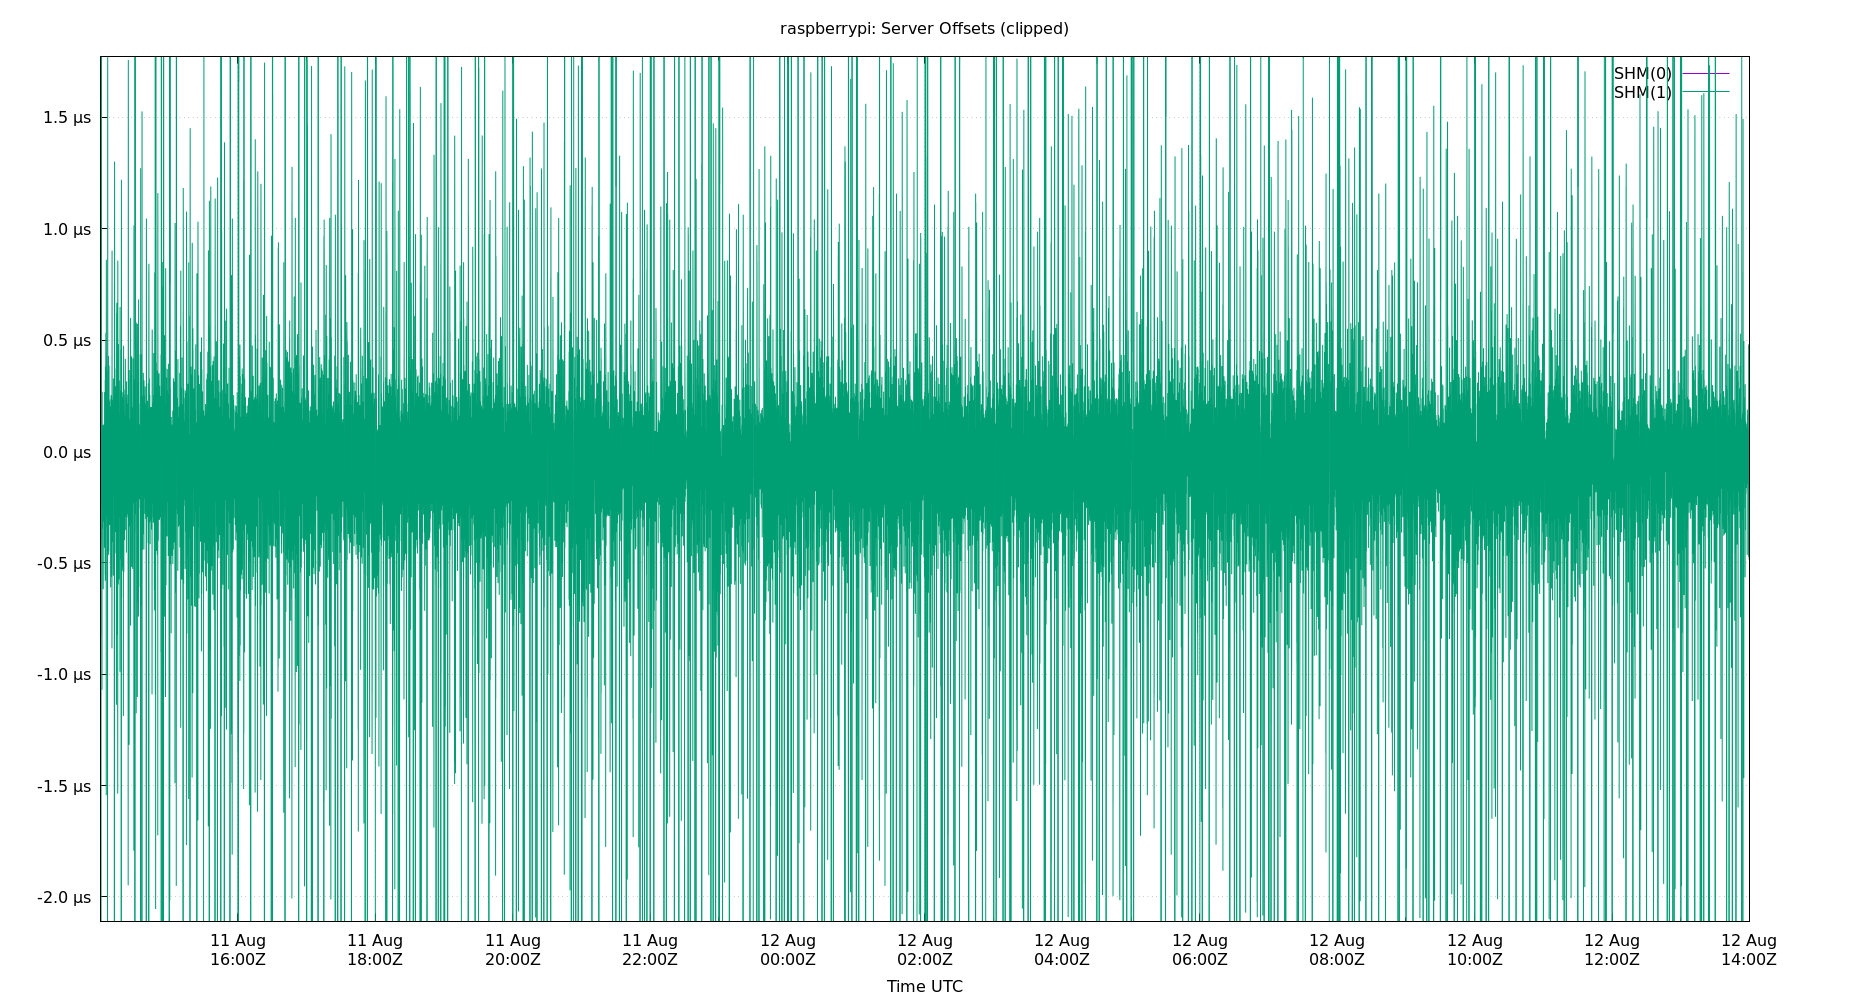 raspberrypi: Server Offsets (clipped)
SHM(0)
SHM(1)
1.5 µs
1.0 µs
0.5 µs
0.0 µs
-0.5 µs
-1.0 µs
-1.5 µs
-2.0 µs
11 Aug 11 Aug 11 Aug 11 Aug 12 Aug 12 Aug 12 Aug 12 Aug 12 Aug 12 Aug 12 Aug 12 Aug
16:00Z 18:00Z 20:00Z 22:00Z 00:00Z 02:00Z 04:00Z 06:00Z 08:00Z 10:00Z 12:00Z 14:00Z
Time UTC